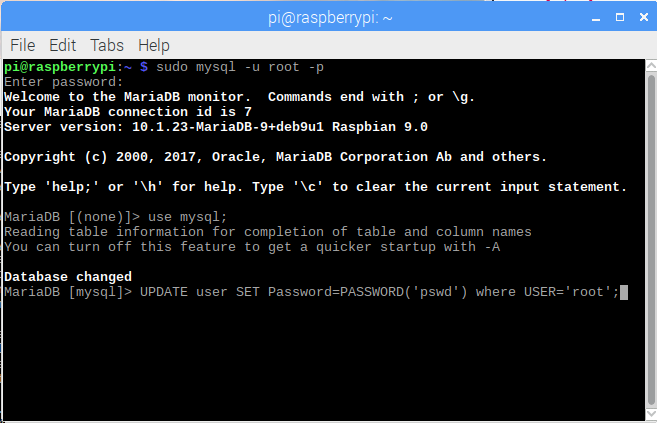 pi@raspberrypi: ~
File Edit Tabs Help
pi@raspberrypi:~ $ sudo mysql -u root -p
Enter password:
Welcome to the MariaDB monitor.  Commands end with ; or \g.
Your MariaDB connection id is 7
Server version: 10.1.23-MariaDB-9+deb9u1 Raspbian 9.0
Copyright (c) 2000, 2017, Oracle, MariaDB Corporation Ab and others.
Type 'help;' or '\h' for help. Type '\c' to clear the current input statement.
MariaDB [(none)]> use mysql;
Reading table information for completion of table and column names
You can turn off this feature to get a quicker startup with -A
Database changed
MariaDB [mysql]> UPDATE user SET Password=PASSWORD('pswd') where USER='root';